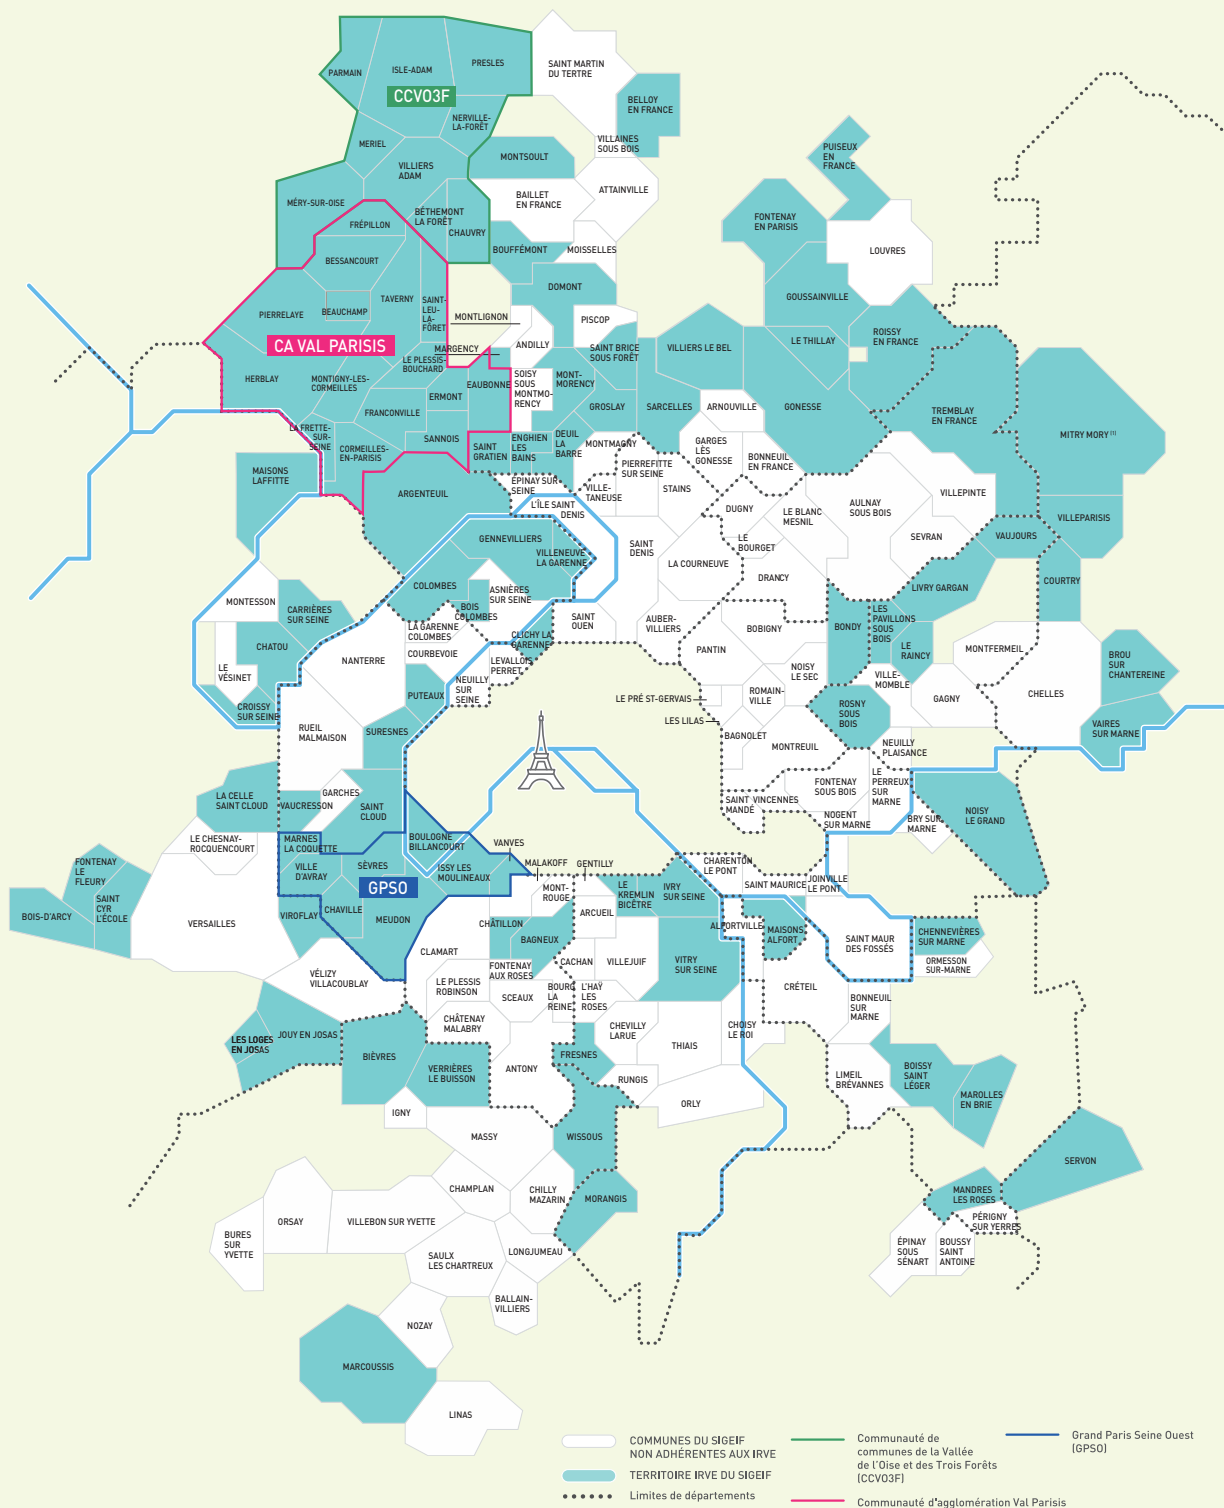 SAINT MARTIN
DU TERTRE
PRESLES
ISLE-ADAM
PARMAIN
CCVO3F
BELLOY
EN FRANCE
NERVILLE-
LA-FORÊT
MERIEL
VILLAINES
SOUS BOIS
MONTSOULT
VILLIERS
ADAM
PUISEUX
EN
FRANCE
ATTAINVILLE
BAILLET
EN FRANCE
MÉRY-SUR-OISE
BÉTHEMONT
LA FORÊT
FRÉPILLON
CHAUVRY
FONTENAY
EN PARISIS
BOUFFÉMONT
MOISSELLES
LOUVRES
BESSANCOURT
DOMONT
GOUSSAINVILLE
TAVERNY
SAINT-
LEU-
LA-
FÔRET
PIERRELAYE
BEAUCHAMP
MONTLIGNON
PISCOP
CA VAL PARISIS
ANDILLY
MARGENCY
SAINT BRICE
SOUS FORÊT
VILLIERS LE BEL
LE THILLAY
ROISSY
EN FRANCE
LE PLESSIS-
BOUCHARD
HERBLAY
MONTIGNY-LES-
CORMEILLES
EAUBONNE
SOISY
SOUS
MONTMO-
RENCY
MONT-
MORENCY
ERMONT
GROSLAY
SARCELLES
ARNOUVILLE
GONESSE
TREMBLAY
EN FRANCE
MITRY MORY (1)
FRANCONVILLE
LA FRETTE-
SUR-
SEINE
SANNOIS
CORMEILLES-
EN-PARISIS
SAINT
GRATIEN
ENGHIEN
LES
BAINS
DEUIL
LA
BARRE
MONTMAGNY
GARGES
LÈS
GONESSE
BONNEUIL
EN FRANCE
PIERREFITTE
SUR SEINE
MAISONS
LAFFITTE
ARGENTEUIL
ÉPINAY SUR
SEINE
VILLE-
TANEUSE
STAINS
L'ÎLE SAINT
DENIS
DUGNY
LE BLANC
MESNIL
AULNAY
SOUS BOIS
VILLEPINTE
VILLEPARISIS
GENNEVILLIERS
VILLENEUVE
LA GARENNE
SAINT
DENIS
LE
BOURGET
SEVRAN
VAUJOURS
LA COURNEUVE
DRANCY
COLOMBES
ASNIÈRES
SUR SEINE
BOIS
COLOMBES
LIVRY GARGAN
COURTRY
MONTESSON
CARRIÈRES
SUR SEINE
LA GARENNE
COLOMBES
CLICHY LA
GARENNE
SAINT
OUEN
AUBER-
VILLIERS
BOBIGNY
BONDY
LES
PAVILLONS
SOUS
BOIS
LE
RAINCY
CHATOU
NANTERRE
COURBEVOIE
LEVALLOIS
PERRET
PANTIN
NOISY
LE SEC
MONTFERMEIL
BROU
SUR
CHANTEREINE
LE
VÉSINET
NEUILLY
SUR
SEINE
PUTEAUX
LE PRÉ ST-GERVAIS
ROMAIN-
VILLE
VILLE-
MOMBLE
GAGNY
CHELLES
CROISSY
SUR SEINE
LES LILAS
ROSNY
SOUS
BOIS
RUEIL
MALMAISON
SURESNES
BAGNOLET
MONTREUIL
NEUILLY
PLAISANCE
VAIRES
SUR MARNE
LA CELLE
SAINT CLOUD
VAUCRESSON
GARCHES
SAINT
CLOUD
FONTENAY
SOUS BOIS
LE
PERREUX
SUR
MARNE
SAINT
MANDÉ
VINCENNES
NOGENT
SUR MARNE
BRY SUR
MARNE
NOISY
LE GRAND
LE CHESNAY-
ROCQUENCOURT
MARNES
LA COQUETTE
BOULOGNE
BILLANCOURT
VANVES
FONTENAY
LE
FLEURY
VILLE
D'AVRAY
SÈVRES
ISSY LES
MOULINEAUX
MALAKOFF
GENTILLY
CHARENTON
LE PONT
SAINT MAURICE
JOINVILLE
LE PONT
GPSO
BOIS-D'ARCY
SAINT
CYR
L'ÉCOLE
VERSAILLES
VIROFLAY
CHAVILLE
MEUDON
CHÂTILLON
MONT-
ROUGE
ARCUEIL
LE
KREMLIN
BICÊTRE
IVRY
SUR SEINE
ALFORTVILLE
MAISONS
ALFORT
SAINT MAUR
DES FOSSÉS
CHENNEVIÈRES
SUR MARNE
BAGNEUX
CLAMART
FONTENAY
AUX ROSES
CACHAN
VILLEJUIF
VITRY
SUR SEINE
ORMESSON
SUR-MARNE
VÉLIZY
VILLACOUBLAY
LE PLESSIS
ROBINSON
SCEAUX
BOURG
LA
REINE
L'HAŸ
LES
ROSES
CRÉTEIL
BONNEUIL
SUR
MARNE
CHÂTENAY
MALABRY
CHEVILLY
LARUE
CHOISY
LE ROI
JOUY EN JOSAS
LES LOGES
EN JOSAS
BIÈVRES
VERRIÈRES
LE BUISSON
ANTONY
FRESNES
THIAIS
RUNGIS
LIMEIL
BRÉVANNES
BOISSY
SAINT
LÉGER
MAROLLES
EN BRIE
IGNY
ORLY
MASSY
WISSOUS
SERVON
CHAMPLAN
CHILLY
MAZARIN
MORANGIS
MANDRES
LES ROSES
ORSAY
VILLEBON SUR YVETTE
PÉRIGNY
SUR YERRES
BURES
SUR
YVETTE
SAULX
LES CHARTREUX
LONGJUMEAU
ÉPINAY
SOUS
SÉNART
BOUSSY
SAINT
ANTOINE
BALLAIN-
VILLIERS
NOZAY
MARCOUSSIS
LINAS
COMMUNES DU SIGEIF
NON ADHÉRENTES AUX IRVE
TERRITOIRE IRVE DU SIGEIF
Limites de départements
Communauté de
communes de la Vallée
de l'Oise et des Trois Forêts
(CCVO3F)
Communauté d'agglomération Val Parisis
Grand Paris Seine Ouest
(GPSO)